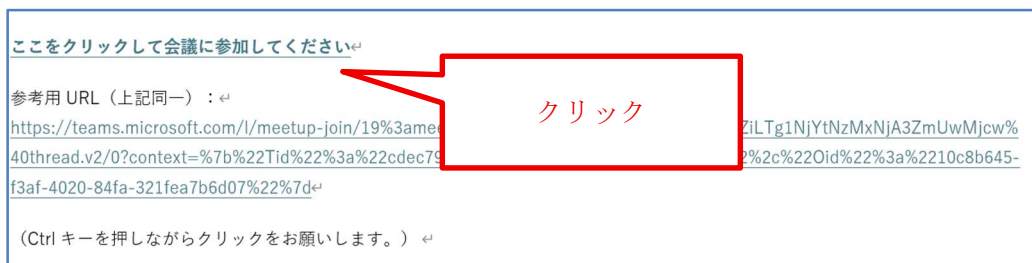 ここをクリックして会議に参加してください↵
参考用 URL（上記同一）：↵
クリック
https://teams.microsoft.com/l/meetup-join/19%3amee ZiLTg1NjYtNzMxNjA3ZmUwMjcw%
40thread.v2/0?context=%7b%22Tid%22%3a%22cdec79 2%2c%22Oid%22%3a%2210c8b645-
f3af-4020-84fa-321fea7b6d07%22%7d↵
（Ctrl キーを押しながらクリックをお願いします。）↵